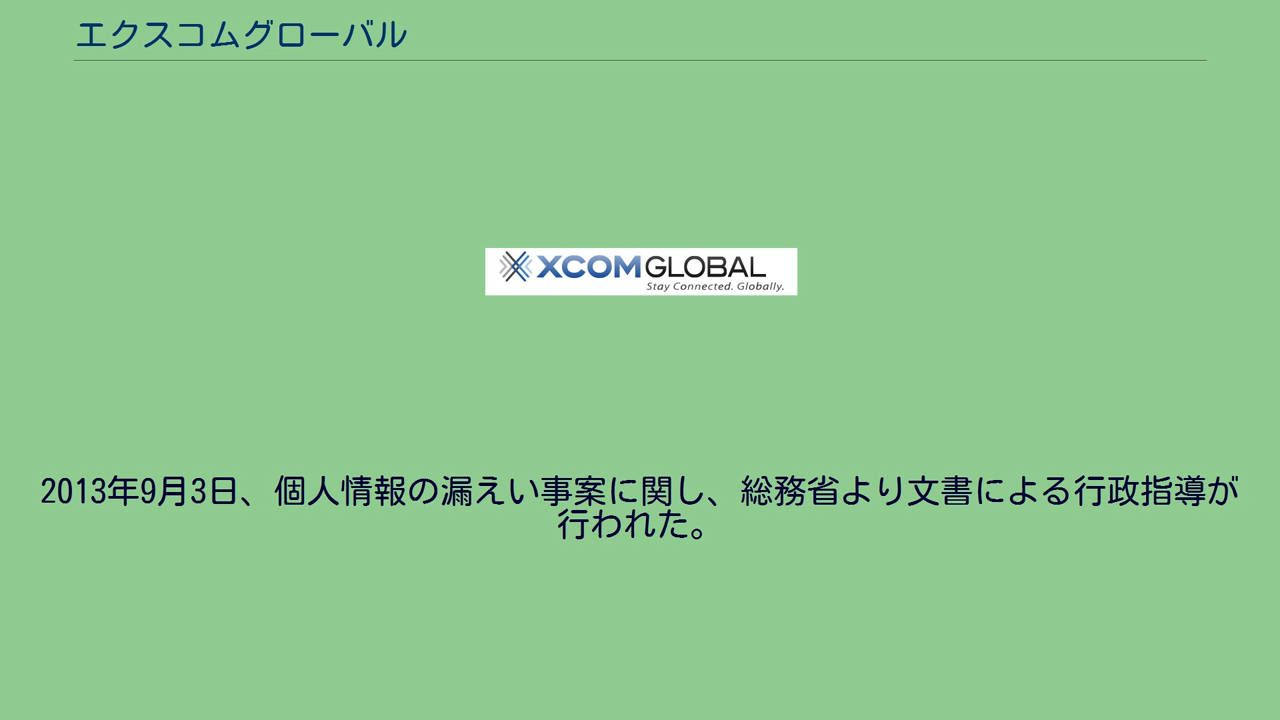 エクスコムグローバル
XCOMGLOBAL
Stay Connected. Globally.
2013年9月3日、個人情報の漏えい事案に関し、総務省より文書による行政指導が
行われた。